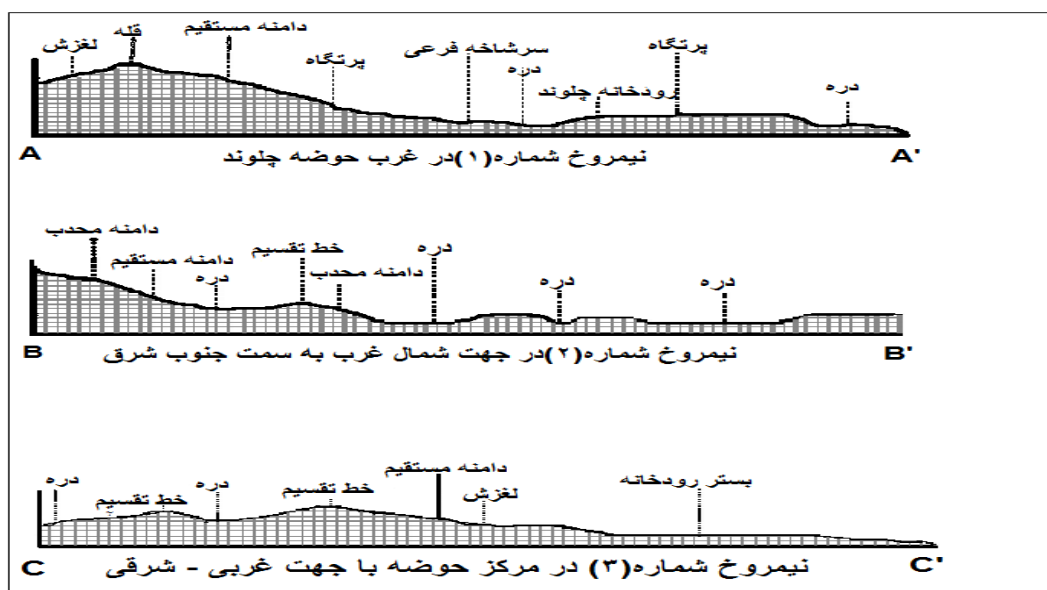 لغزش
قله
دامنه مستقیم
پرتگاه
سرشاخه فرعی
دره
رودخانه چلوند
پرتگاه
دره
A
A'
نیمروخ شماره(۱)در غرب حوضه چلوند
دامنه محدب
دامنه مستقیم
دره
خط تقسیم
دامنه محدب
دره
دره
دره
B
B'
نیمروخ شماره(۲)در جهت شمال غرب به سمت جنوب شرق
دره
خط تقسیم
دره
خط تقسیم
دامنه مستقیم
لغزش
بستر رودخانه
C
C'
نیمروخ شماره(۳) در مرکز حوضه با جهت غربی - شرقی